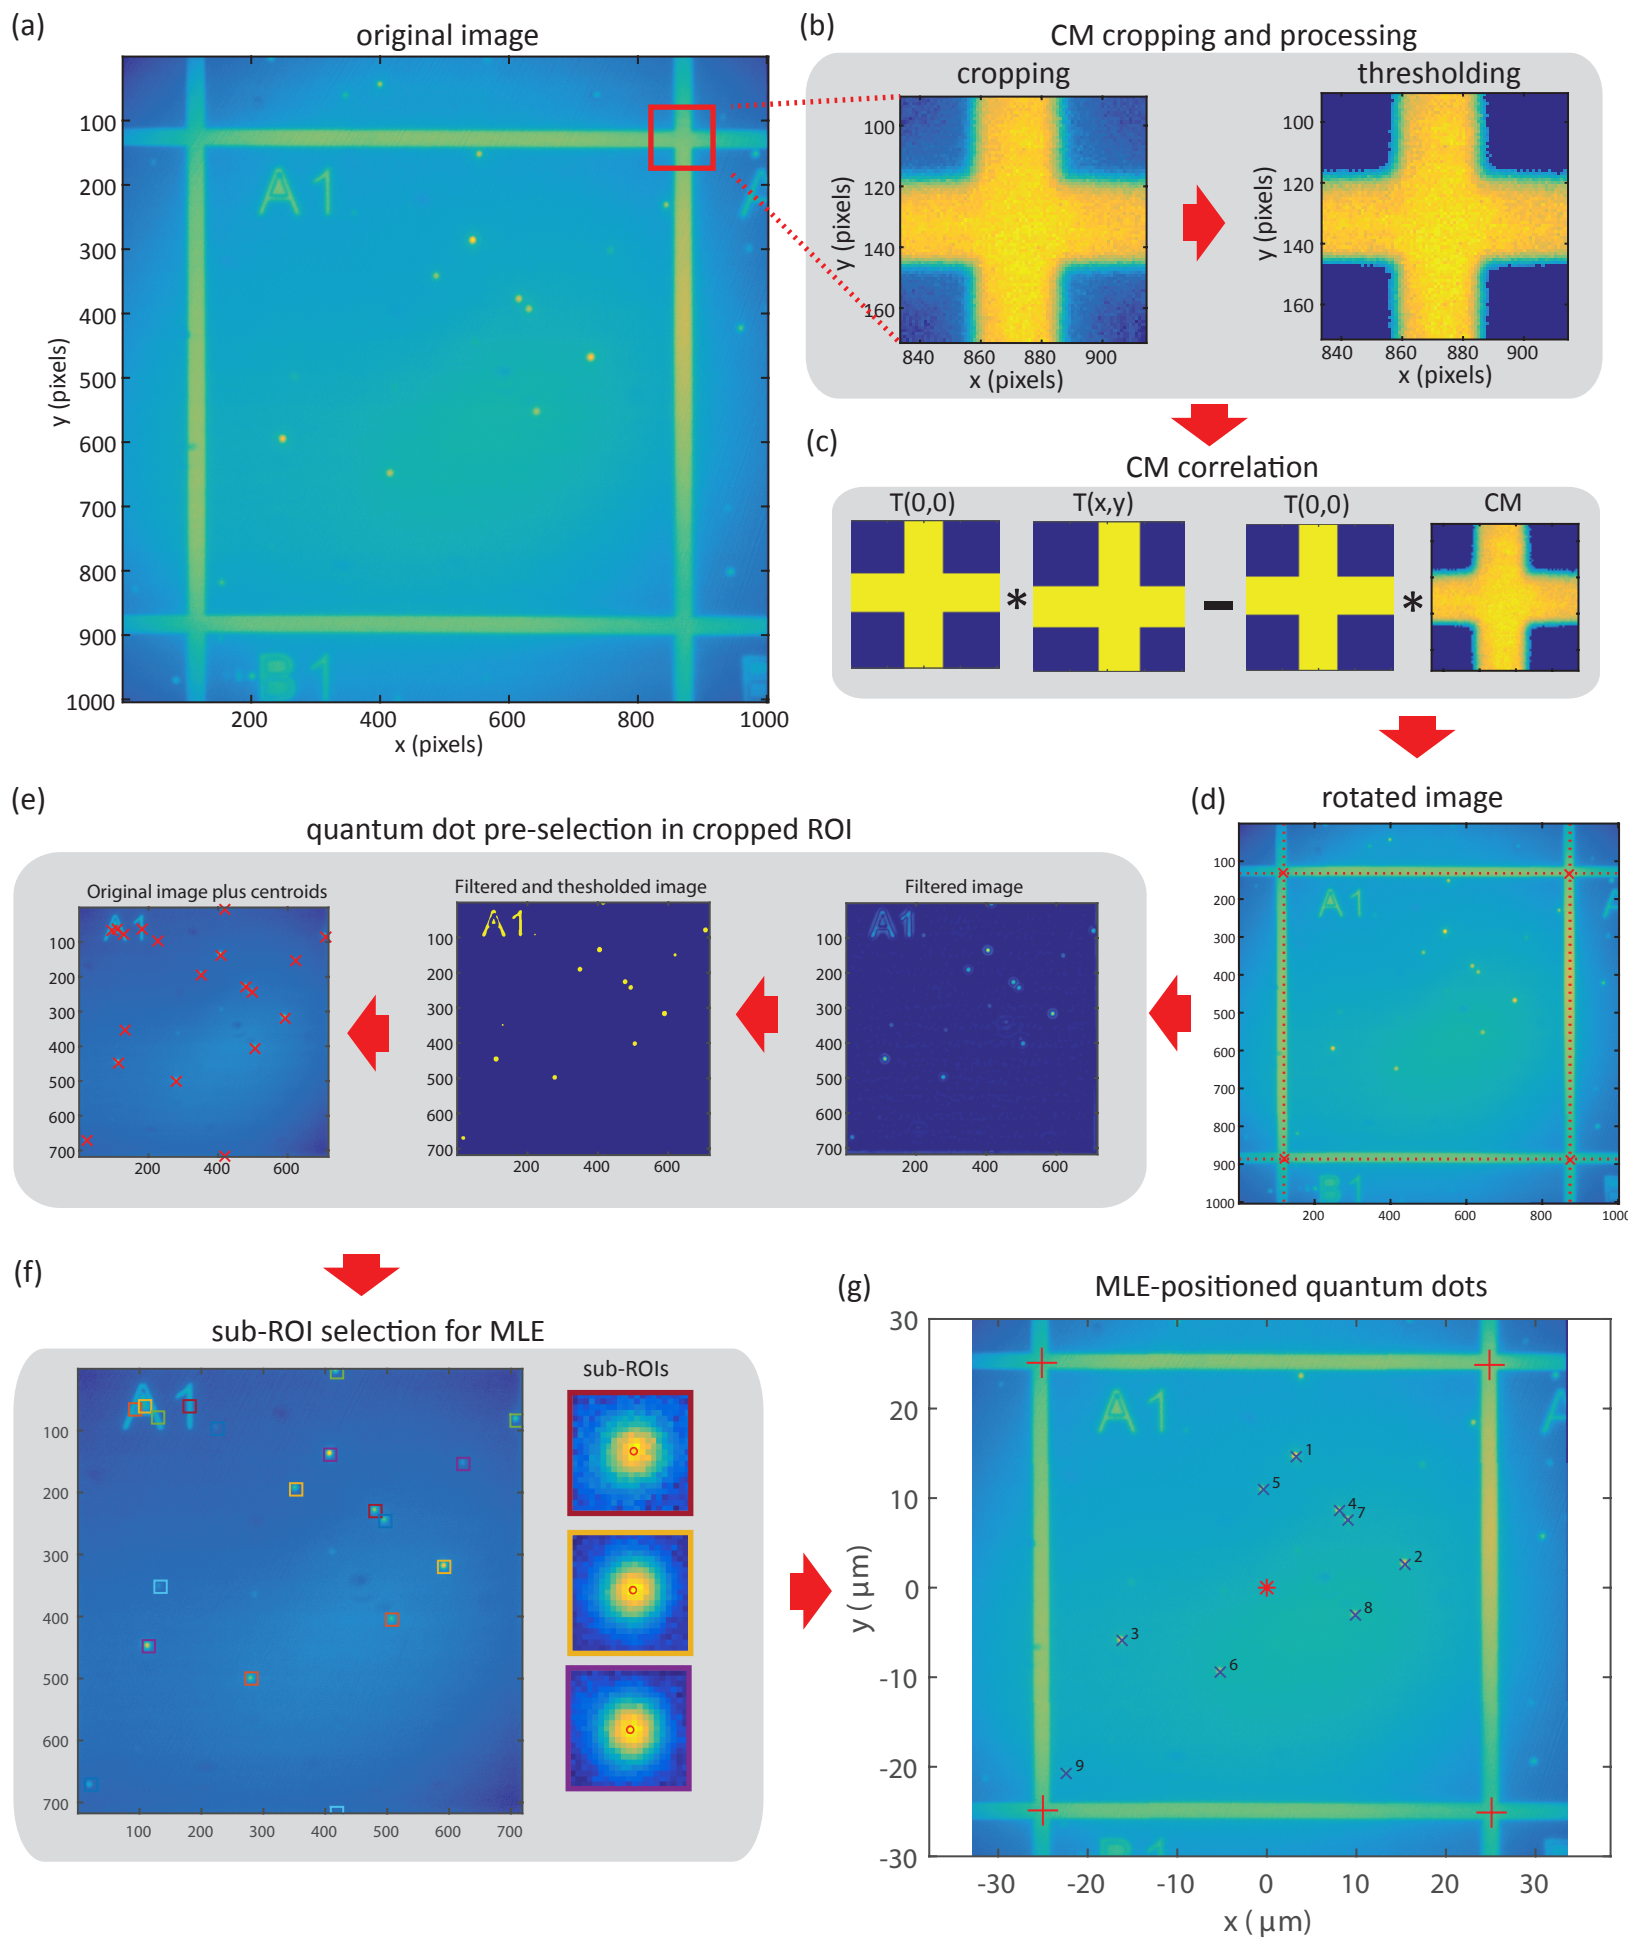 (a)
original image
100
200
300
400
500
600
700
800
900
1000
y (pixels)
A1
B1
200
400
600
800
1000
x (pixels)
(b)
CM cropping and processing
cropping
thresholding
100
120
140
160
y (pixels)
840
860
880
900
x (pixels)
100
120
140
160
y (pixels)
840
860
880
900
x (pixels)
(c)
CM correlation
T(0,0)
T(x,y)
T(0,0)
CM
*
–
*
(d)
rotated image
100
200
300
400
500
600
700
800
900
1000
A1
B1
200
400
600
800
1000
(e)
quantum dot pre-selection in cropped ROI
Original image plus centroids
A1
100
200
300
400
500
600
700
200
400
600
Filtered and thesholded image
A1
100
200
300
400
500
600
700
200
400
600
Filtered image
A1
100
200
300
400
500
600
700
200
400
600
(f)
sub-ROI selection for MLE
A1
100
200
300
400
500
600
700
100
200
300
400
500
600
700
sub-ROIs
(g)
MLE-positioned quantum dots
30
20
10
0
-10
-20
-30
y ( μm)
A1
1
5
4
7
2
8
3
6
9
B1
-30
-20
-10
0
10
20
30
x ( μm)